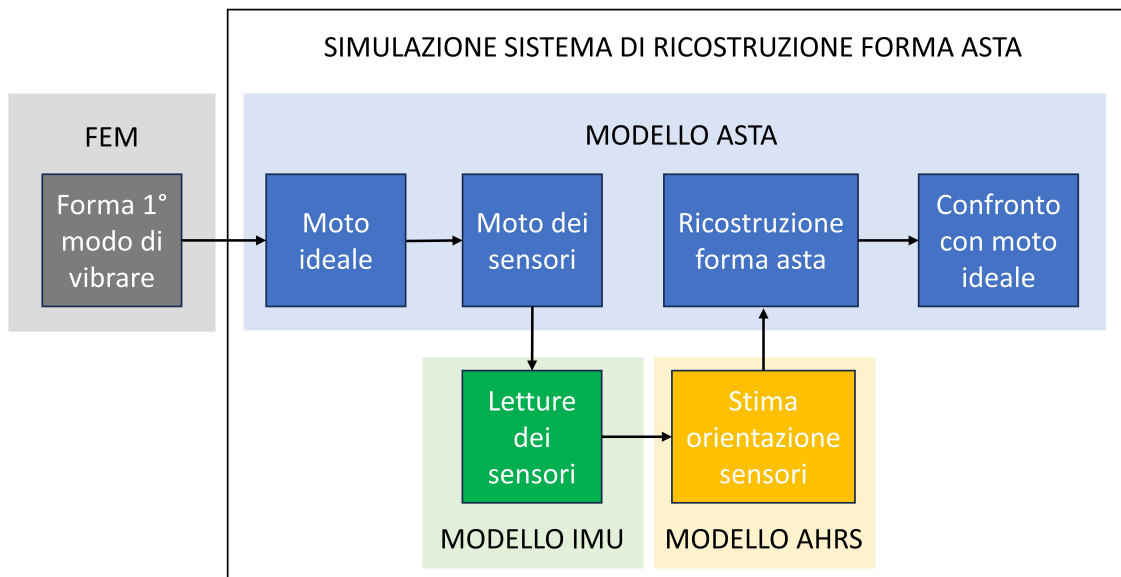 SIMULAZIONE SISTEMA DI RICOSTRUZIONE FORMA ASTA
FEM
MODELLO ASTA
Forma 1°
modo di
vibrare
Moto
ideale
Moto dei
sensori
Ricostruzione
forma asta
Confronto
con moto
ideale
Letture
dei
sensori
Stima
orientazione
sensori
MODELLO IMU
MODELLO AHRS